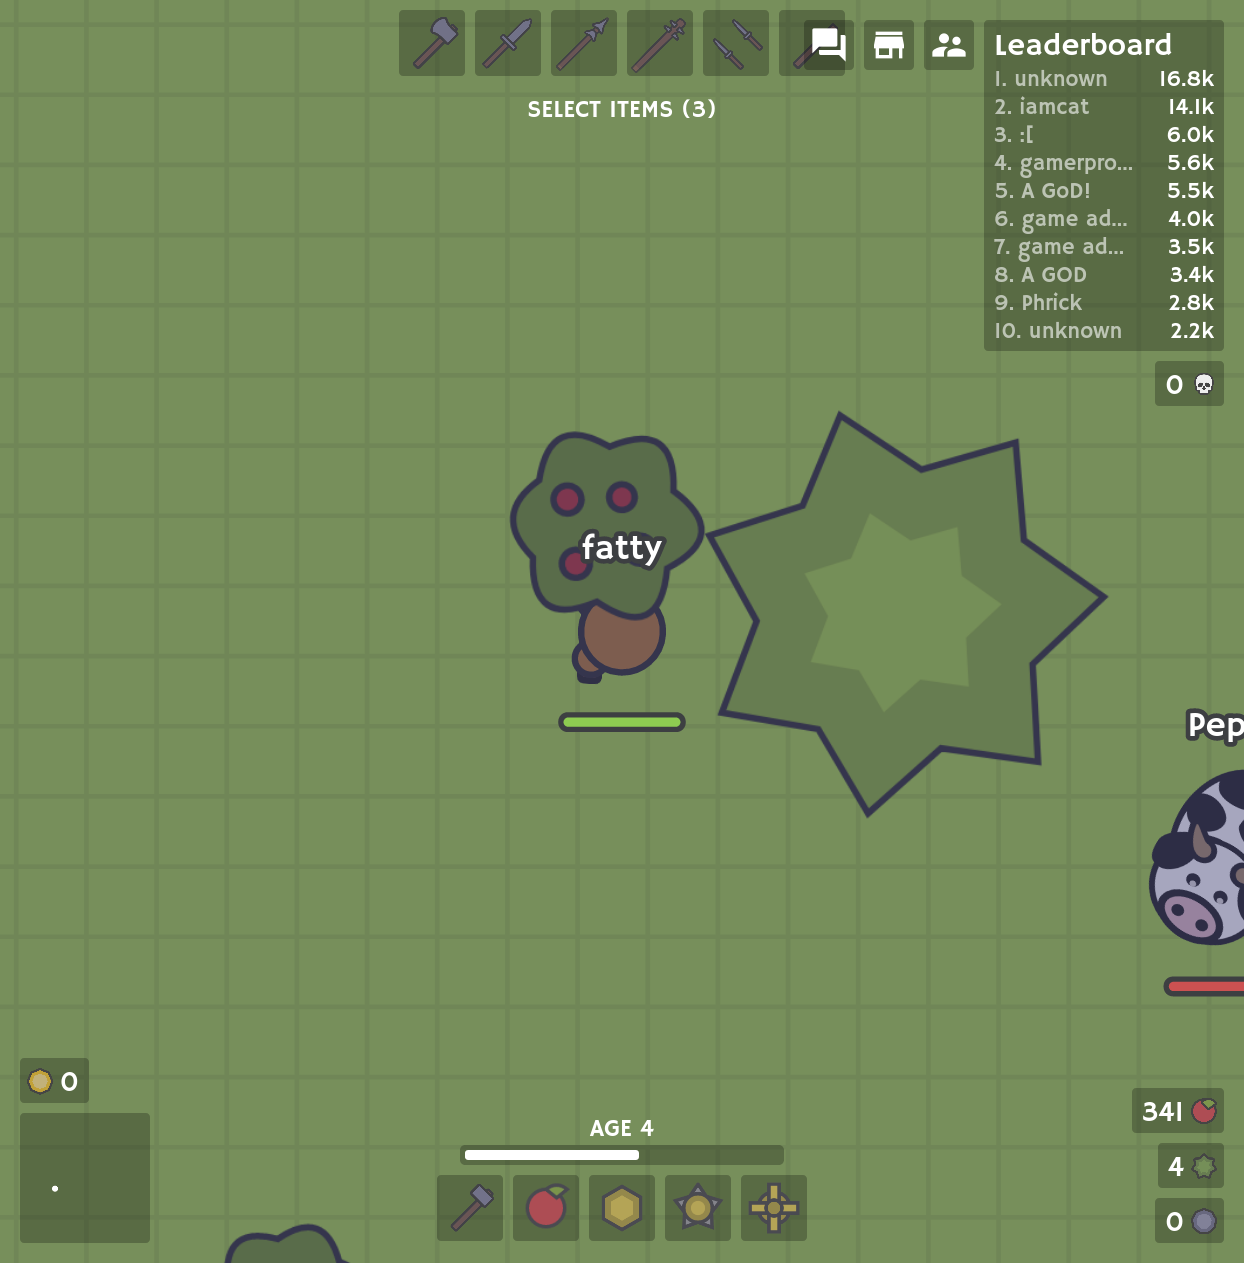 SELECT ITEMS (3)
Leaderboard
1. unknown 16.8k
2. iamcat 14.1k
3. :[ 6.0k
4. gamerpro... 5.6k
5. A GoD! 5.5k
6. game ad... 4.0k
7. game ad... 3.5k
8. A GOD 3.4k
9. Phrick 2.8k
10. unknown 2.2k
0
fatty
Pep
0
AGE 4
341
4
0